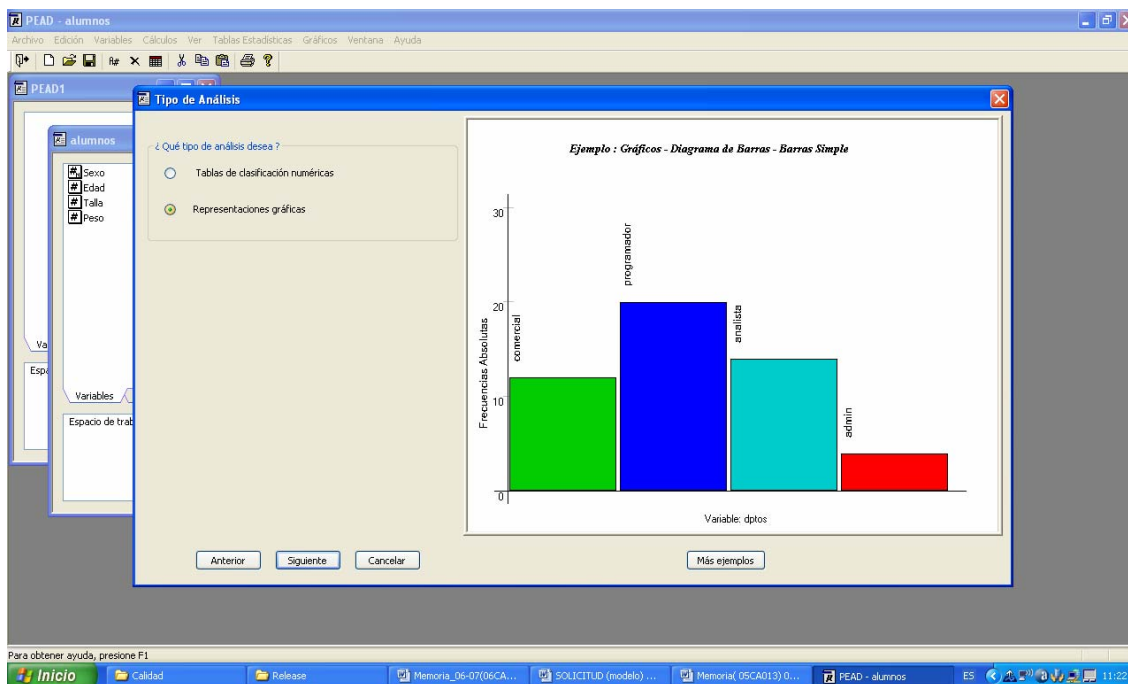 PEAD - alumnos
Archivo Edición Variables Cálculos Ver Tablas Estadísticas Gráficos Ventana Ayuda
PEAD1
Tipo de Análisis
alumnos
Sexo
Edad
Talla
Peso
Variables
¿ Qué tipo de análisis desea ?
Tablas de clasificación numéricas
Representaciones gráficas
Ejemplo : Gráficos - Diagrama de Barras - Barras Simple
30
20
10
0
Frecuencias Absolutas
comercial
programador
analista
admin
Variable: dptos
Anterior Siguiente Cancelar Más ejemplos
Va
Espa
Espacio de trab
Para obtener ayuda, presione F1
Inicio Calidad Release Memoria_06-07(06CA... SOLICITUD (modelo) ... Memoria( 05CA013) 0... PEAD - alumnos ES 11:22